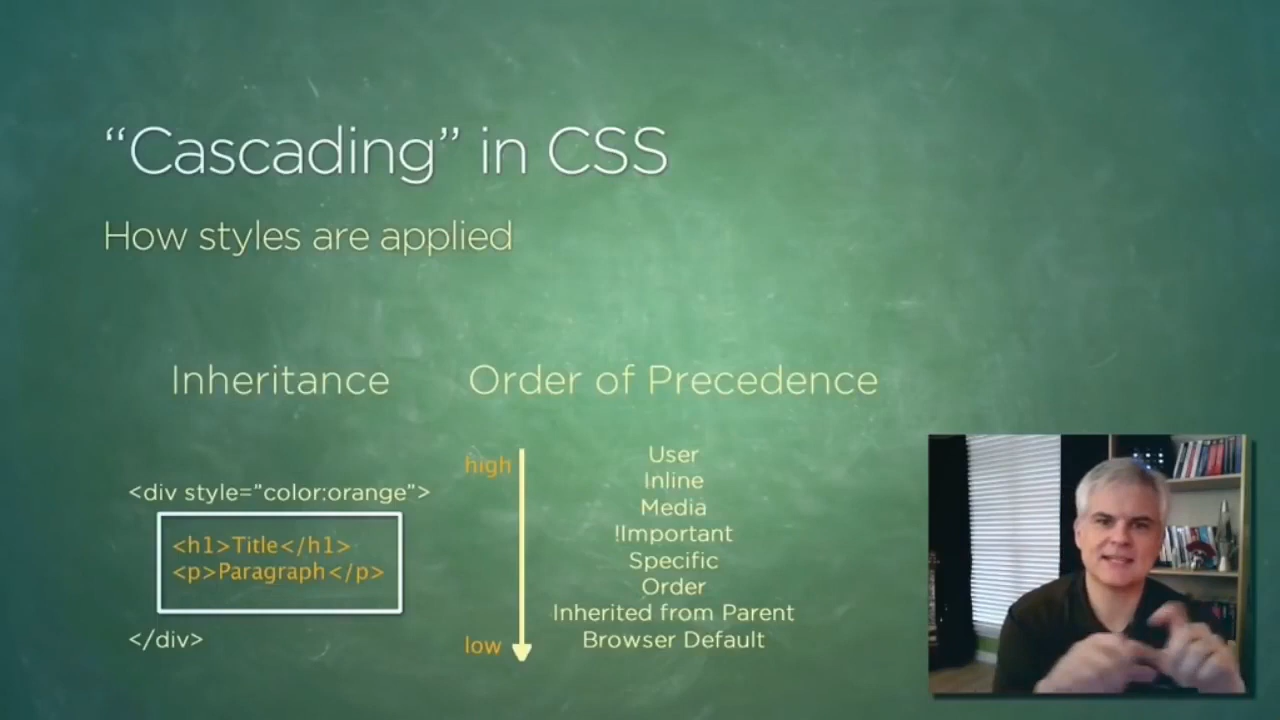 “Cascading” in CSS
How styles are applied
Inheritance
<div style=”color:orange”>
<h1>Title</h1>
<p>Paragraph</p>
</div>
Order of Precedence
high
low
User
Inline
Media
!Important
Specific
Order
Inherited from Parent
Browser Default